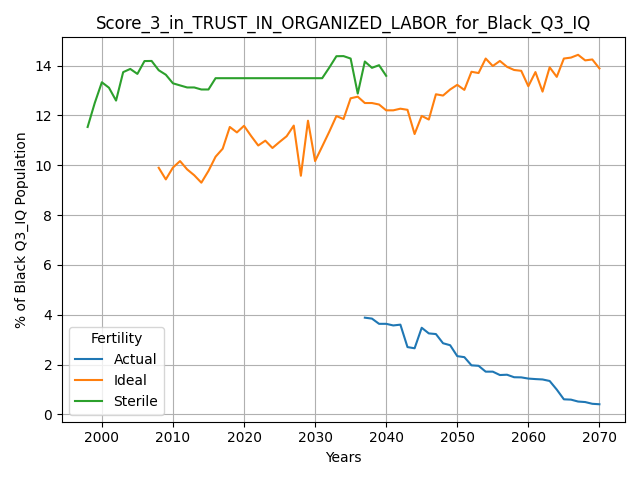 Score_3_in_TRUST_IN_ORGANIZED_LABOR_for_Black_Q3_IQ
% of Black Q3_IQ Population
14
12
10
8
6
4
2
0
Fertility
Actual
Ideal
Sterile
2000 2010 2020 2030 2040 2050 2060 2070
Years